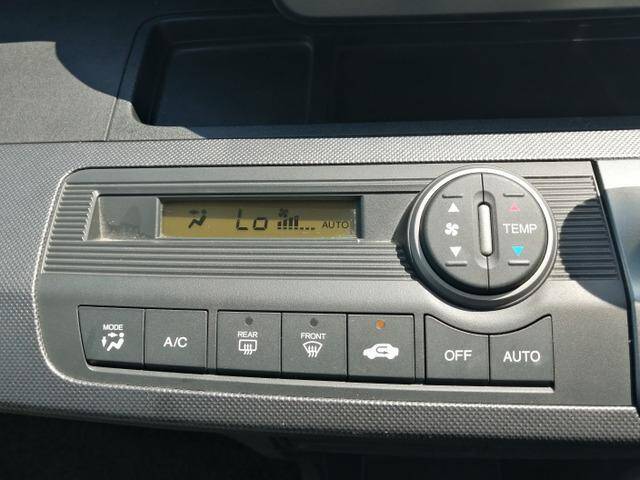 Lo AUTO
TEMP
MODE
A/C
REAR
FRONT
OFF
AUTO